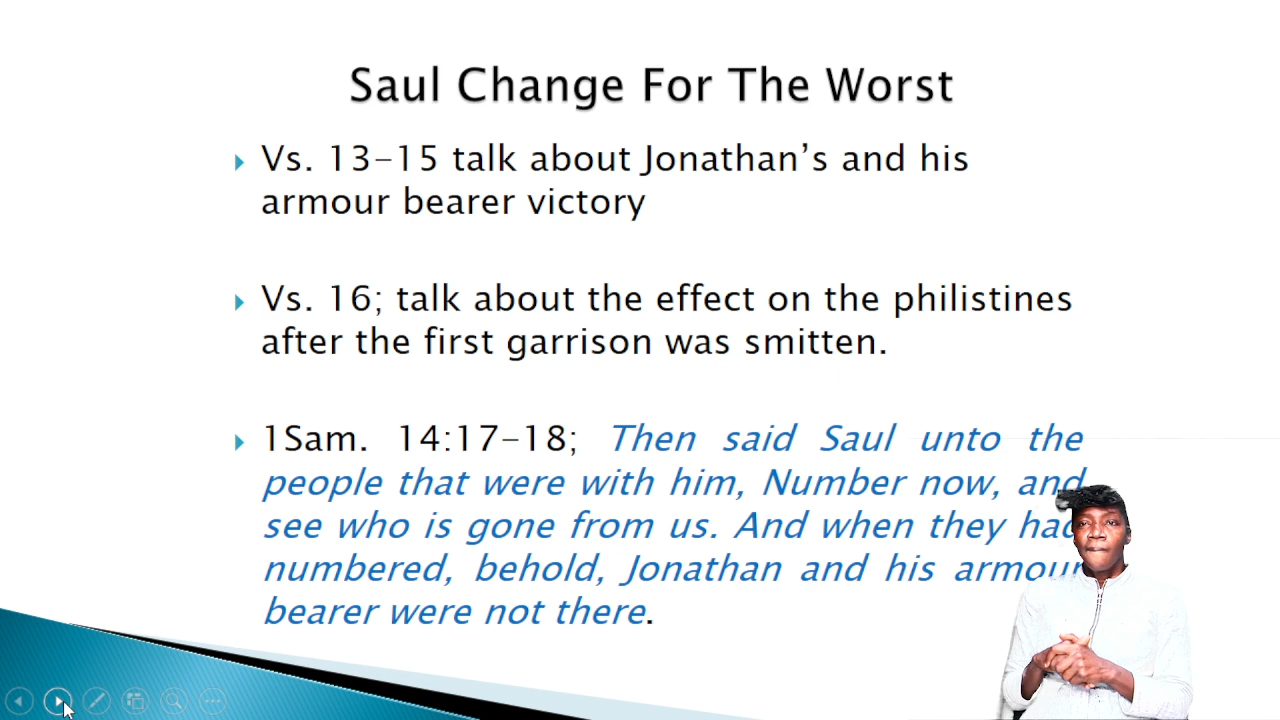 Saul Change For The Worst
Vs. 13-15 talk about Jonathan’s and his
armour bearer victory
Vs. 16; talk about the effect on the philistines
after the first garrison was smitten.
1Sam. 14:17-18; Then said Saul unto the
people that were with him, Number now, and
see who is gone from us. And when they had
numbered, behold, Jonathan and his armour
bearer were not there.